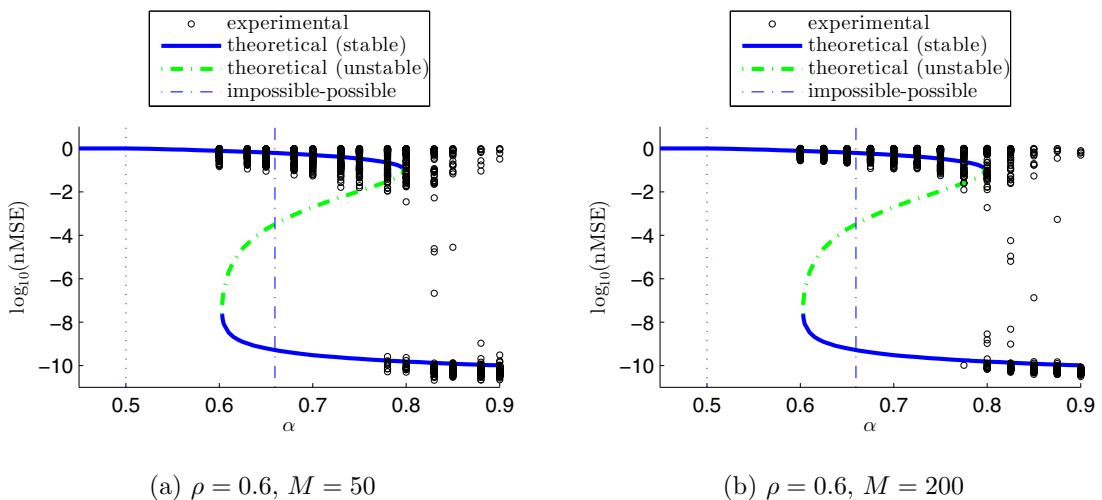 experimental
theoretical (stable)
theoretical (unstable)
impossible-possible
0
−2
−4
−6
−8
−10
log10(nMSE)
0.5 0.6 0.7 0.8 0.9
α
(a) ρ = 0.6, M = 50
experimental
theoretical (stable)
theoretical (unstable)
impossible-possible
0
−2
−4
−6
−8
−10
log10(nMSE)
0.5 0.6 0.7 0.8 0.9
α
(b) ρ = 0.6, M = 200